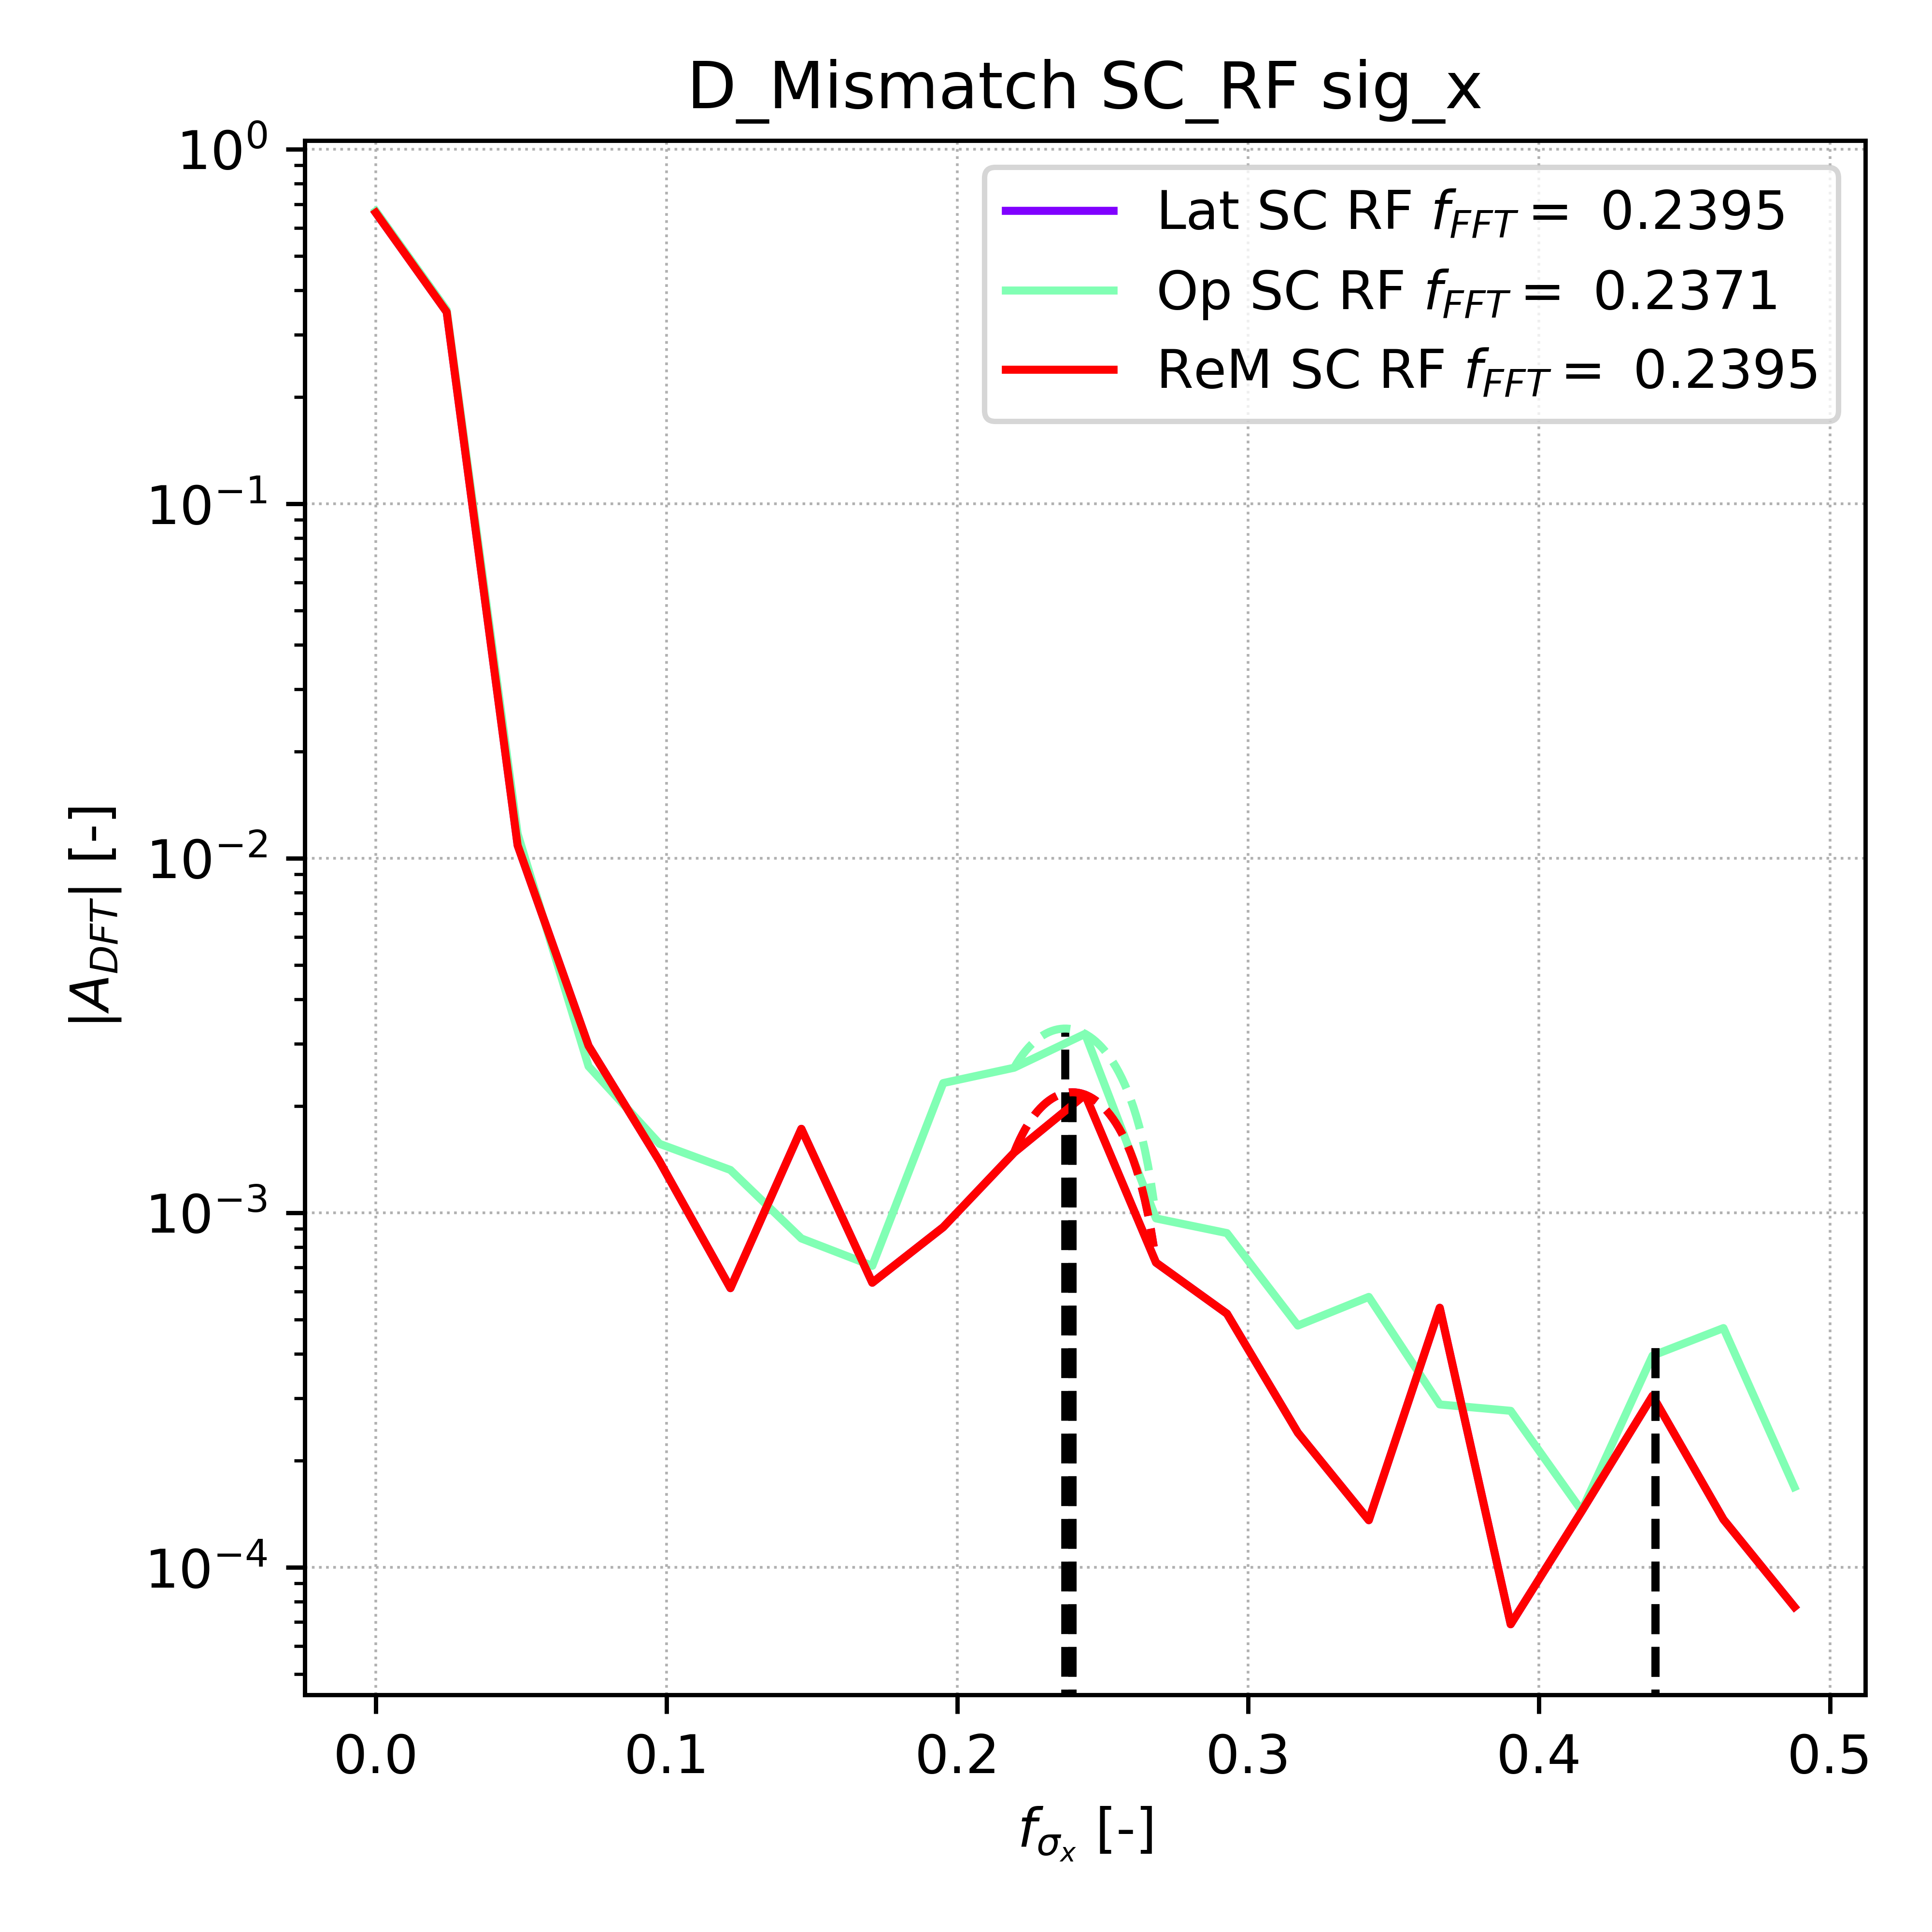 D_Mismatch SC_RF sig_x
Lat SC RF f_FFT = 0.2395
Op SC RF f_FFT = 0.2371
ReM SC RF f_FFT = 0.2395
|A_DFT| [-]
10⁰
10⁻¹
10⁻²
10⁻³
10⁻⁴
0.0 0.1 0.2 0.3 0.4 0.5
f_σₓ [-]